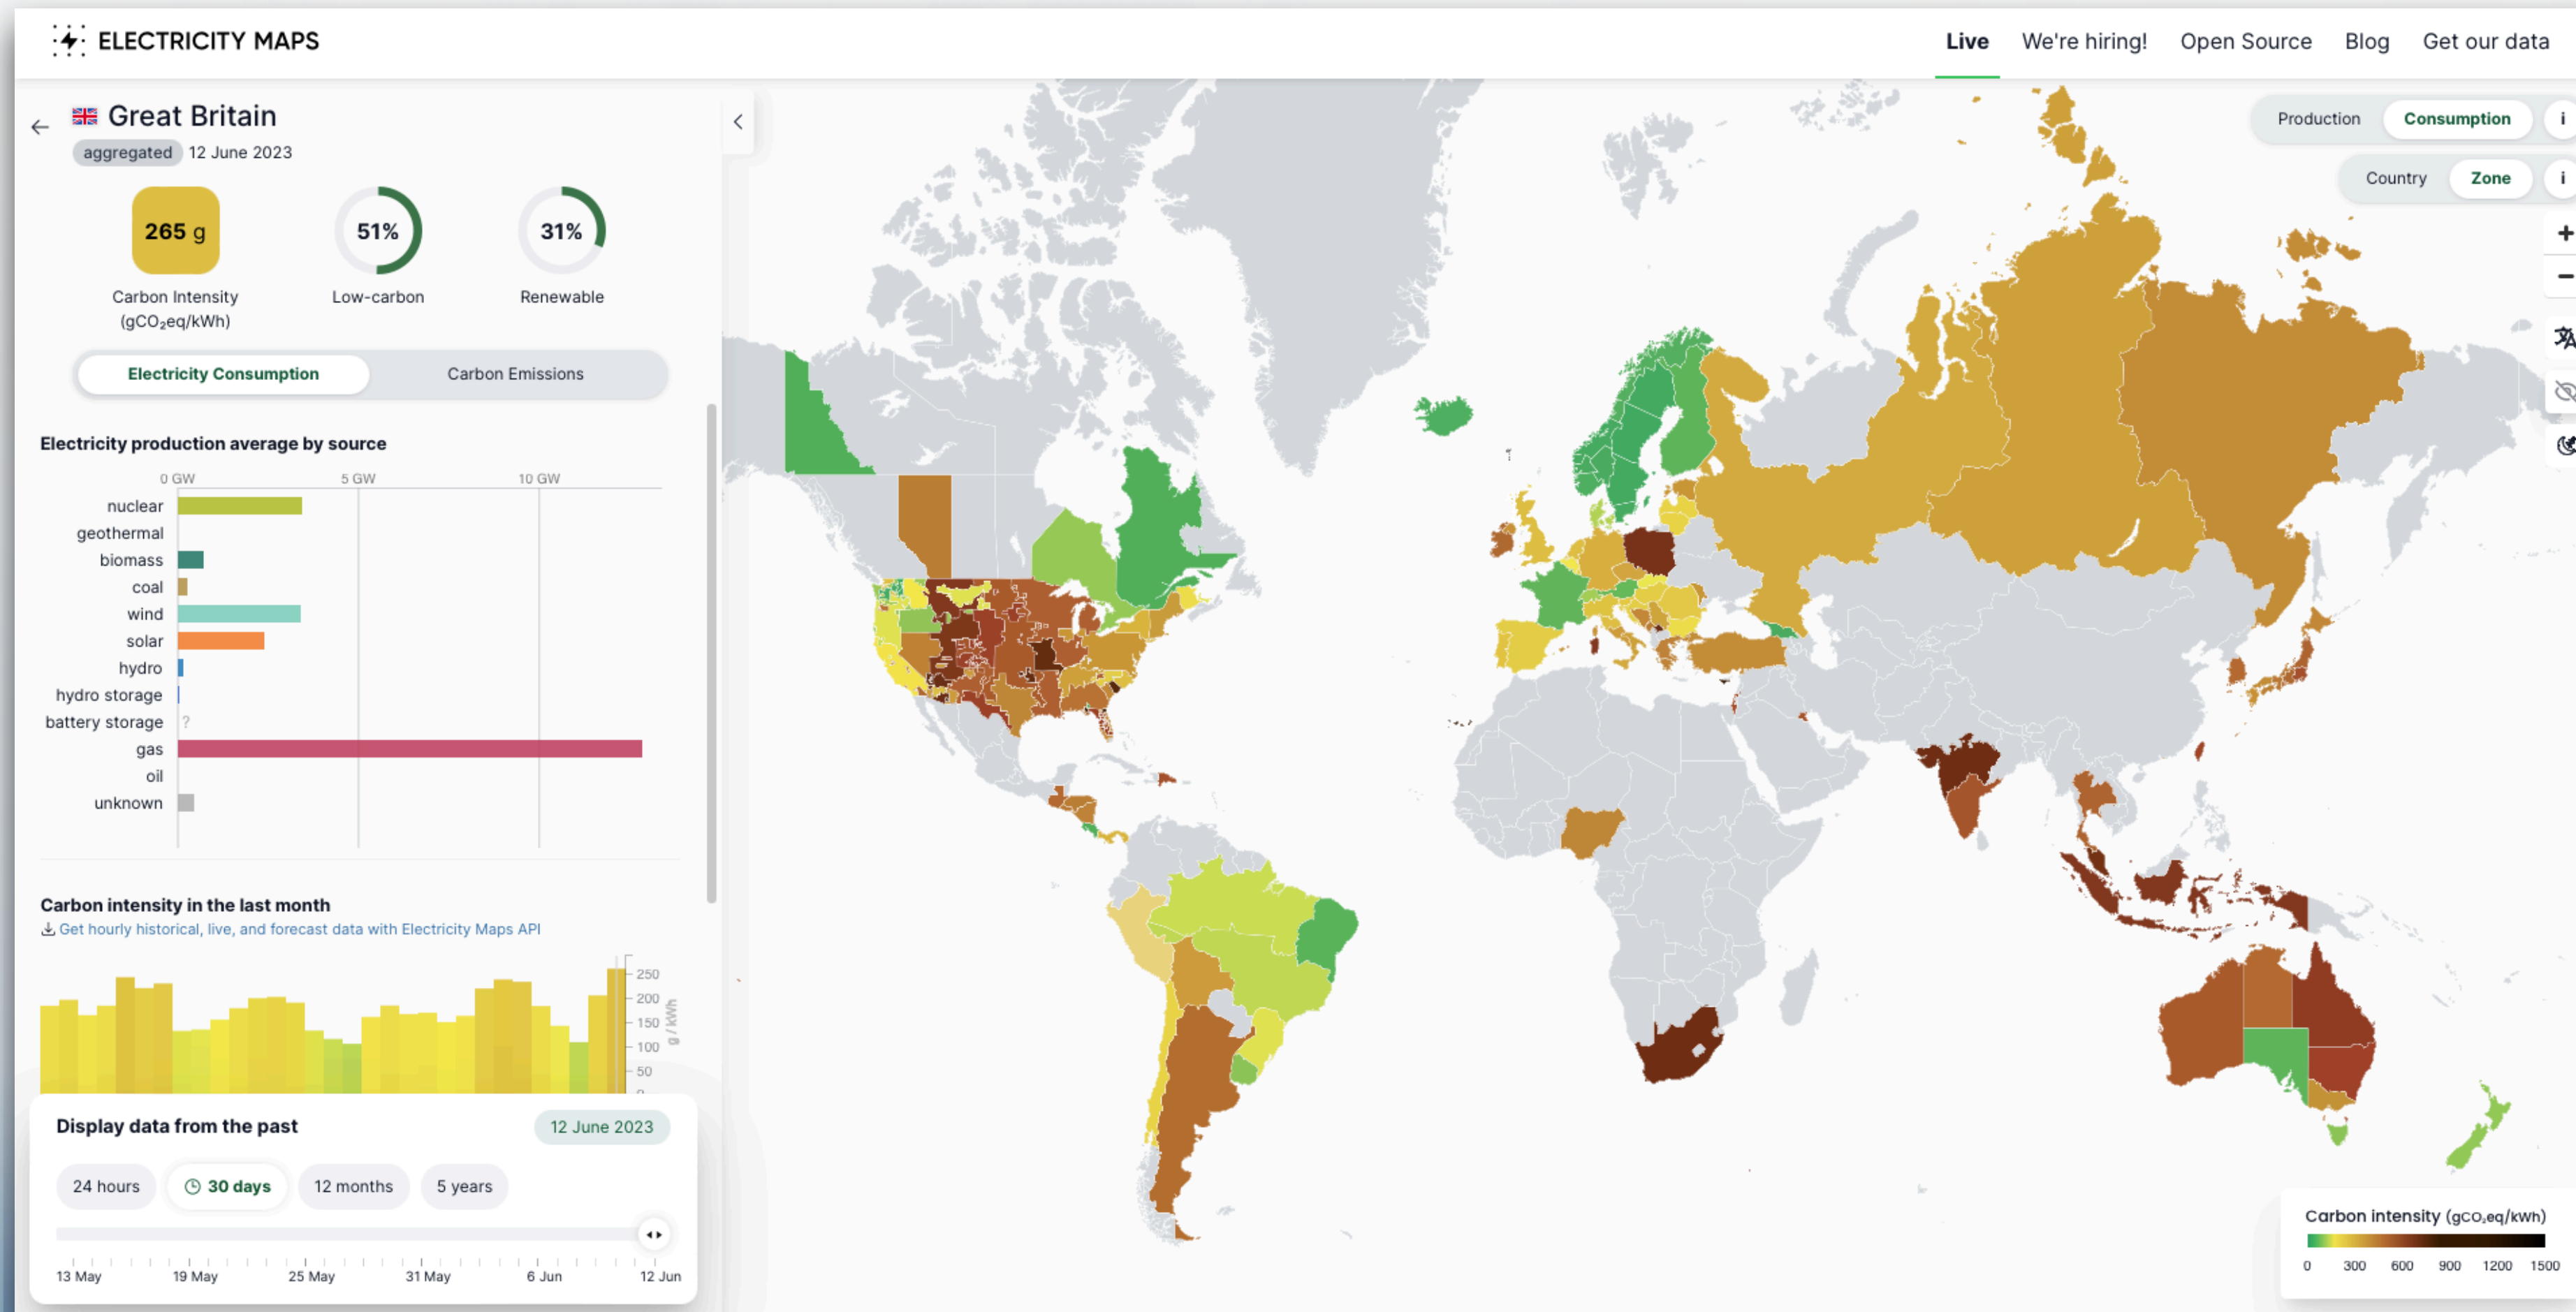 ELECTRICITY MAPS
Live We're hiring! Open Source Blog Get our data
Great Britain
aggregated 12 June 2023
265 g 51% 31%
Carbon Intensity Low-carbon Renewable
(gCO₂eq/kWh)
Electricity Consumption Carbon Emissions
Electricity production average by source
0 GW 5 GW 10 GW
nuclear
geothermal
biomass
coal
wind
solar
hydro
hydro storage
battery storage ?
gas
oil
unknown
Carbon intensity in the last month
Get hourly historical, live, and forecast data with Electricity Maps API
250
200
150
100
50
0
g / kWh
Display data from the past 12 June 2023
24 hours 30 days 12 months 5 years
13 May 19 May 25 May 31 May 6 Jun 12 Jun
Production Consumption i
Country Zone i
+
−
Carbon intensity (gCO₂eq/kWh)
0 300 600 900 1200 1500